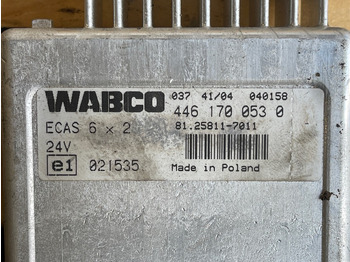 WABCO 037 41/04 040158
446 170 053 0
ECAS 6 x 2 81.25811-7011
24V
e1 021535 Made in Poland